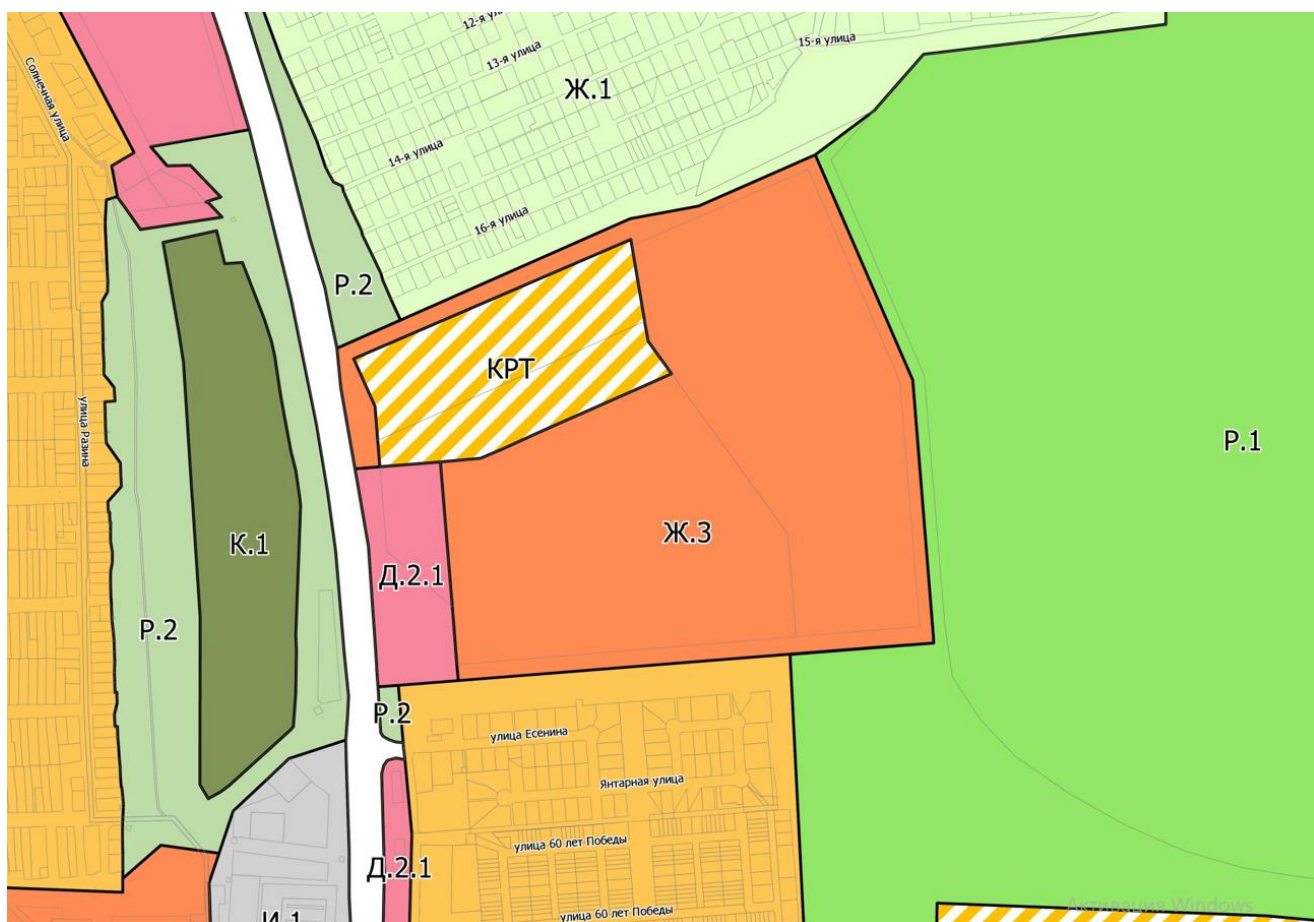 12-я улица
13-я улица
15-я улица
Солнечная улица
Ж.1
14-я улица
16-я улица
Р.2
КРТ
улица Разина
Р.1
К.1
Ж.3
Д.2.1
Р.2
Р.2
улица Есенина
Янтарная улица
улица 60 лет Победы
Д.2.1
И.1
улица 60 лет Победы
Активация Windows